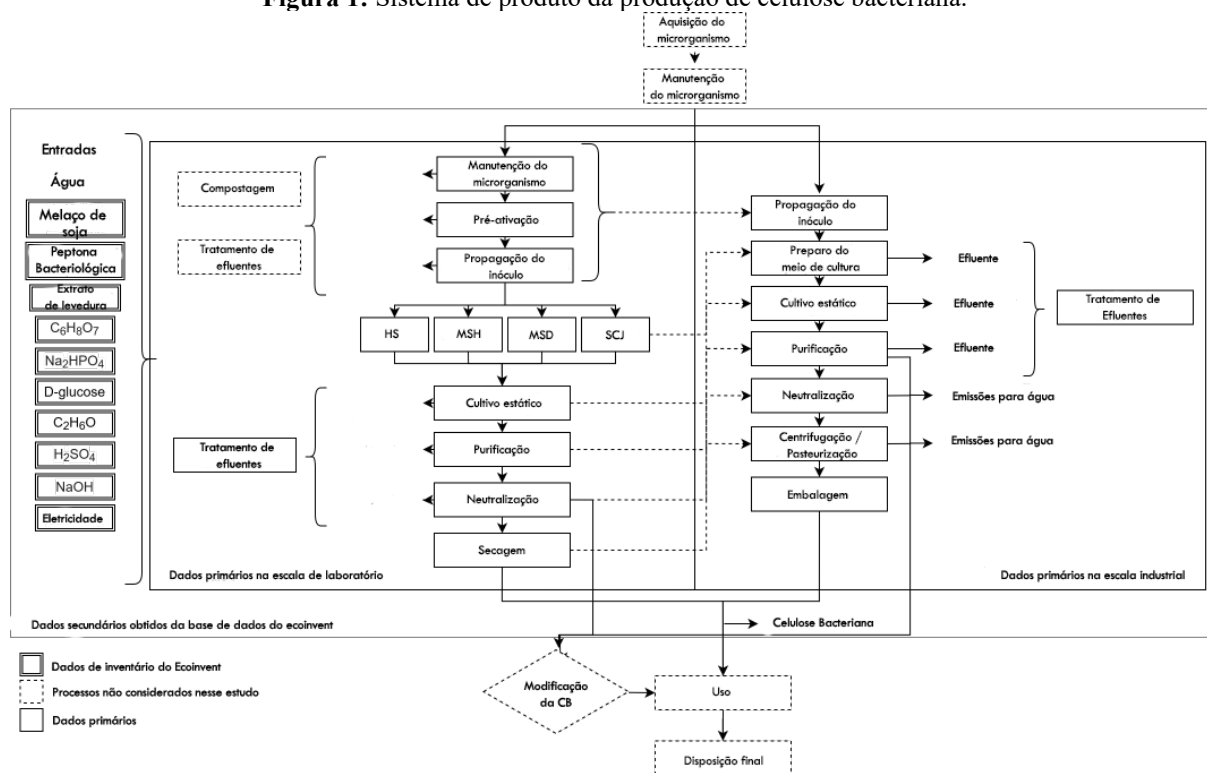 Figura 1: Sistema de produto da produção de celulose bacteriana.
Aquisição do
microrganismo
Manutenção
do microrganismo
Entradas
Água
Melaço de
soja
Peptona
Bacteriológica
Extrato
de levedura
C₆H₈O₇
Na₂HPO₄
D-glucose
C₂H₆O
H₂SO₄
NaOH
Eletricidade
Compostagem
Tratamento de
efluentes
Tratamento de
efluentes
Manutenção do
microrganismo
Pré-ativação
Propagação do
inóculo
HS
MSH
MSD
SCJ
Cultivo estático
Purificação
Neutralização
Secagem
Dados primários na escala de laboratório
Propagação do
inóculo
Preparo do
meio de cultura
Cultivo estático
Purificação
Neutralização
Centrifugação /
Pasteurização
Embalagem
Efluente
Efluente
Efluente
Emissões para água
Emissões para água
Tratamento de
Efluentes
Dados primários na escala industrial
Dados secundários obtidos da base de dados do ecoinvent
Celulose Bacteriana
Dados de inventário do Ecoinvent
Processos não considerados nesse estudo
Dados primários
Modificação
da CB
Uso
Disposição final